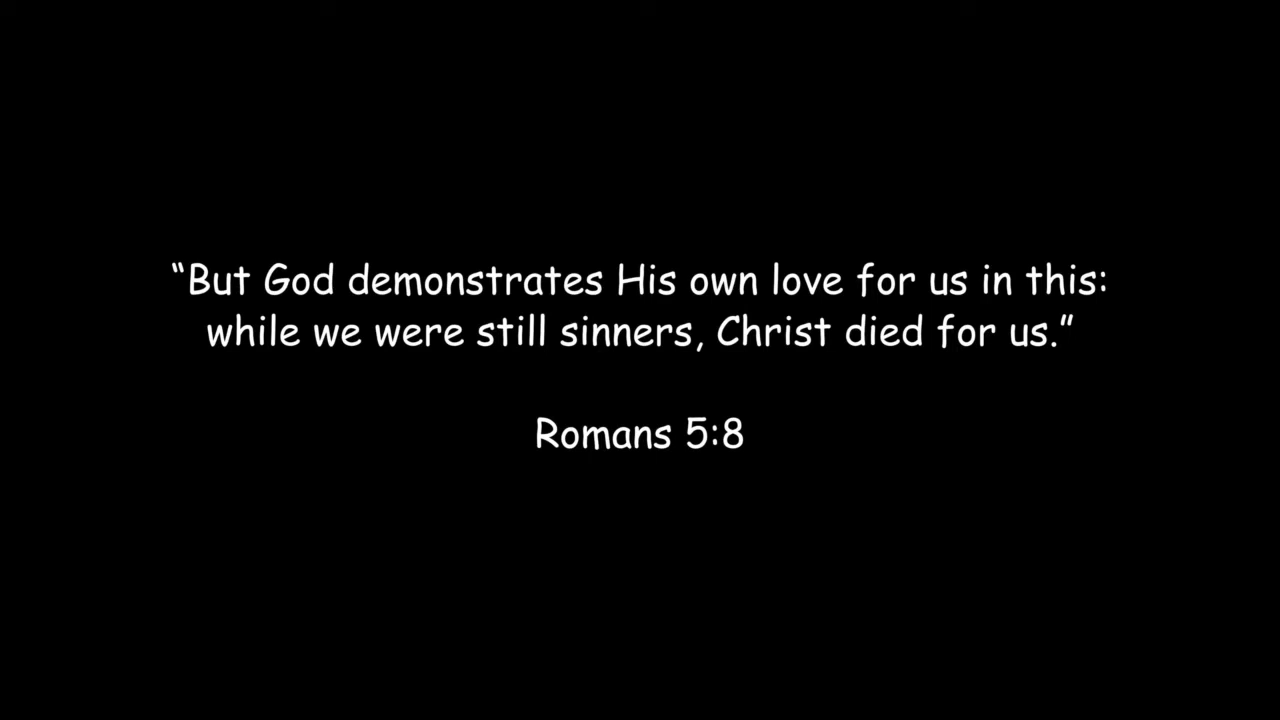 “But God demonstrates His own love for us in this:
while we were still sinners, Christ died for us.”
Romans 5:8